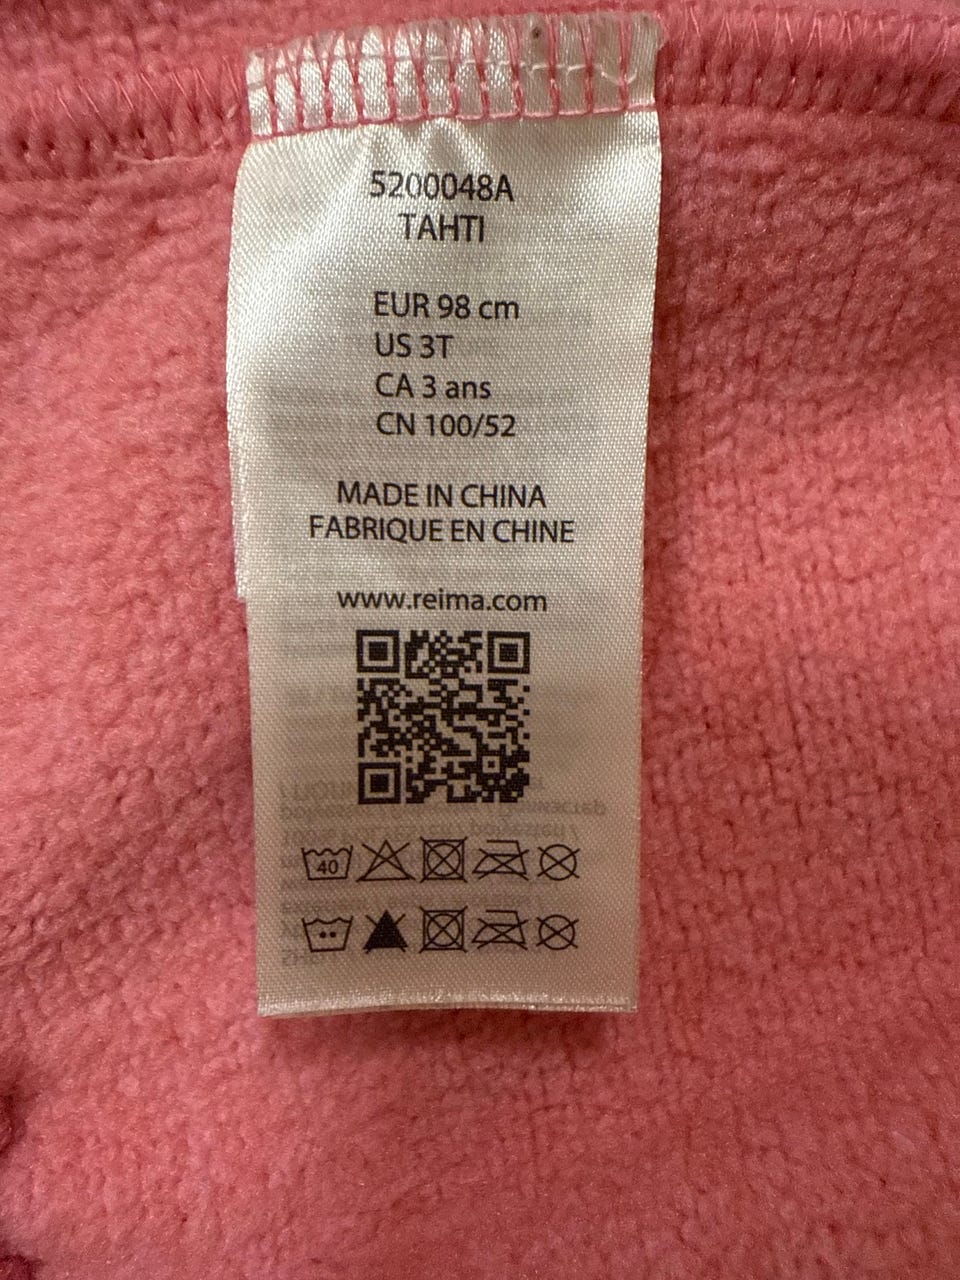 5200048A
TAHTI
EUR 98 cm
US 3T
CA 3 ans
CN 100/52
MADE IN CHINA
FABRIQUE EN CHINE
www.reima.com
40